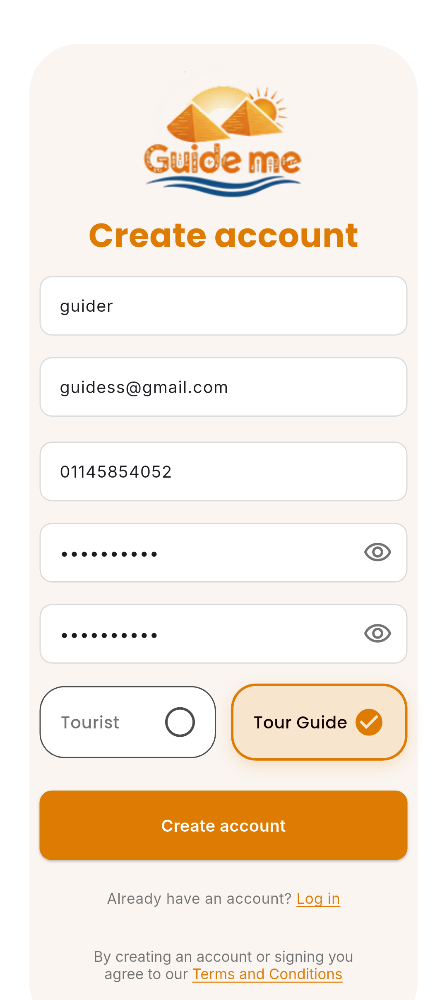 Guide me
Create account
guider
guidess@gmail.com
01145854052
••••••••••
••••••••••
Tourist
Tour Guide
Create account
Already have an account? Log in
By creating an account or signing you
agree to our Terms and Conditions